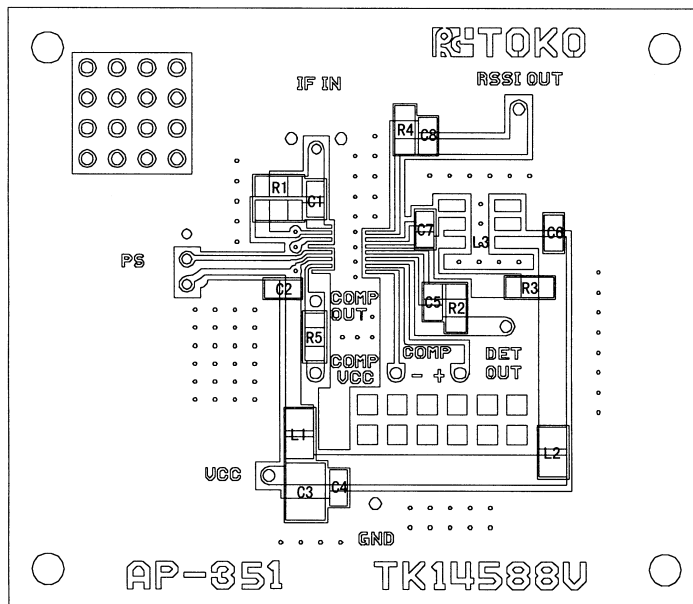 TOKO
IF IN
RSSI OUT
R4
C8
R1
C1
C7
L3
C6
PS
C2
COMP
OUT
C5
R2
R3
R5
COMP
VCC
COMP
- +
DET
OUT
L1
L2
VCC
C3
C4
GND
AP-351
TK14588V